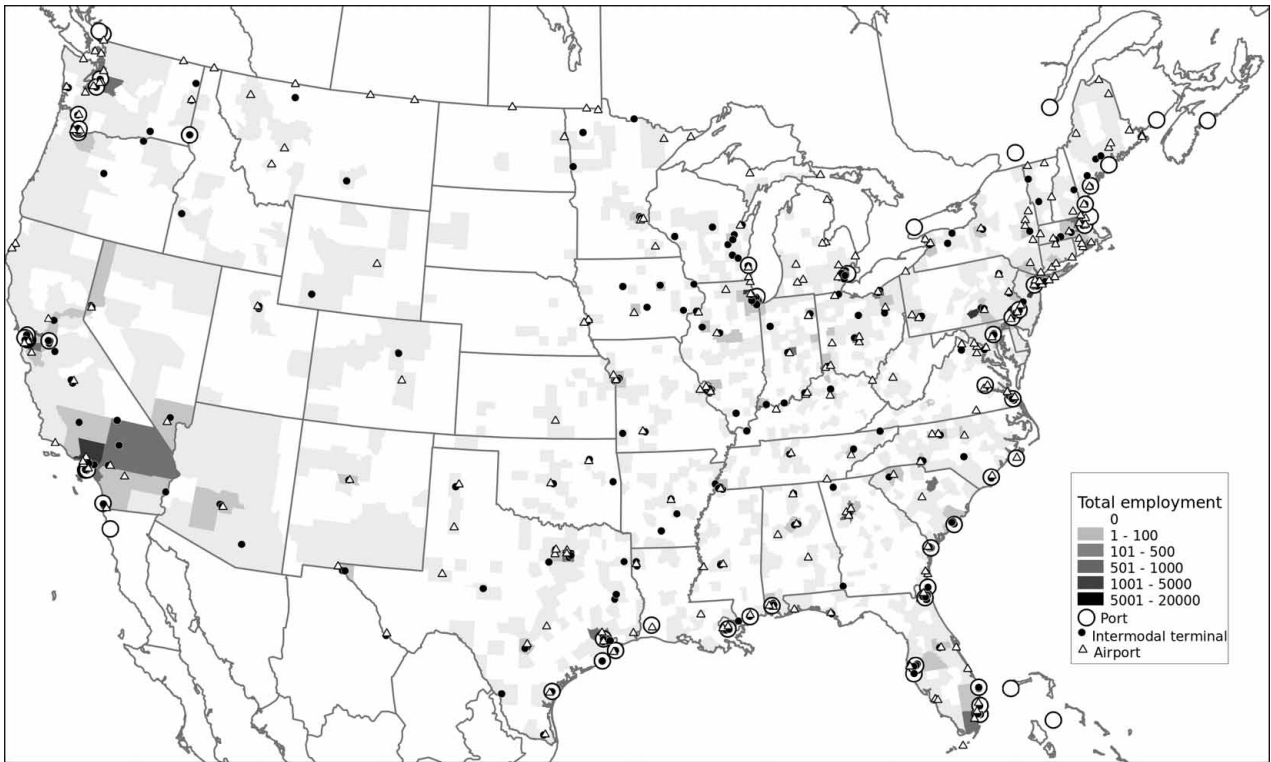 Total employment
0
1 - 100
101 - 500
501 - 1000
1001 - 5000
5001 - 20000
Port
Intermodal terminal
Airport